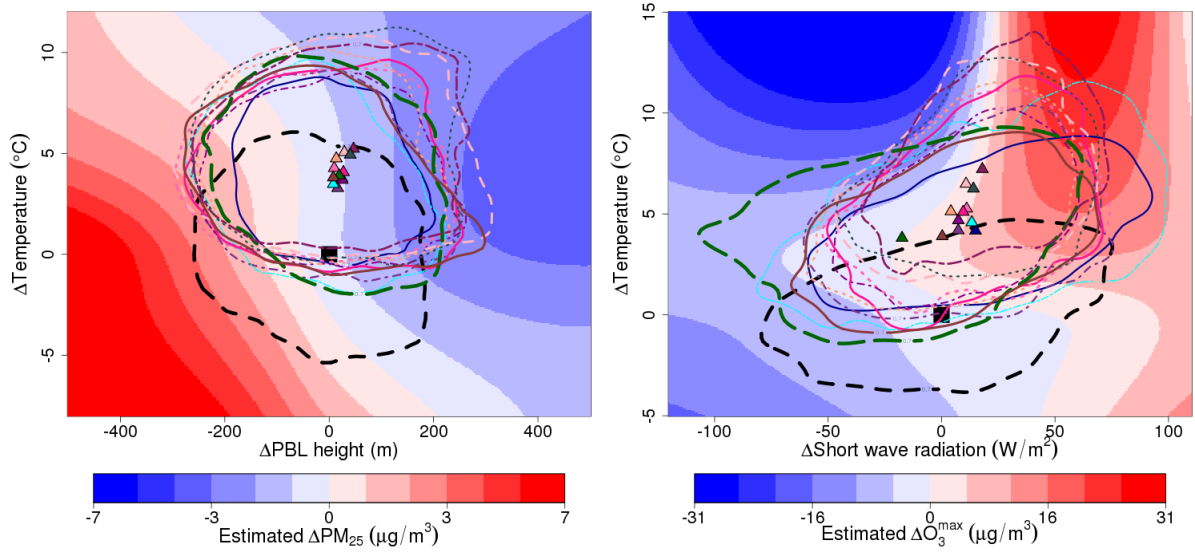 10
5
0
-5
ΔTemperature (°C)
-400 -200 0 200 400
ΔPBL height (m)
-7 -3 0 3 7
Estimated ΔPM₂₅ (μg/m³)
15
10
5
0
-5
ΔTemperature (°C)
-100 -50 0 50 100
ΔShort wave radiation (W/m²)
-31 -16 0 16 31
Estimated ΔO₃ᵐᵃˣ (μg/m³)